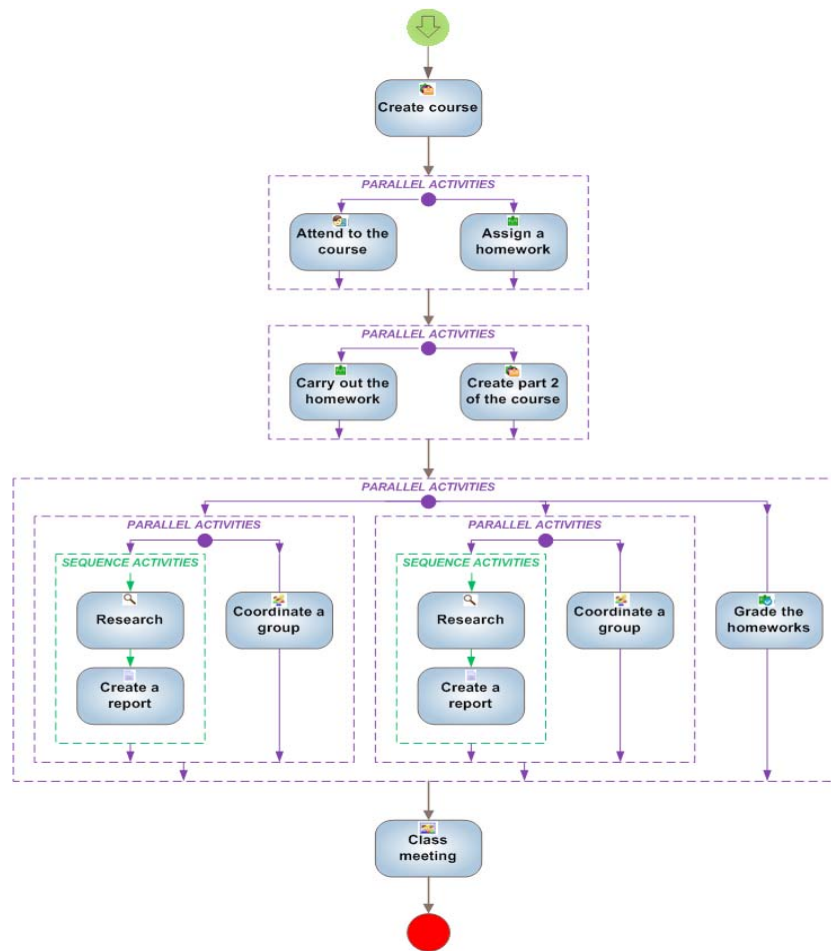 Create course
PARALLEL ACTIVITIES
Attend to the
course
Assign a
homework
PARALLEL ACTIVITIES
Carry out the
homework
Create part 2
of the course
PARALLEL ACTIVITIES
PARALLEL ACTIVITIES
SEQUENCE ACTIVITIES
Research
Create a
report
Coordinate a
group
PARALLEL ACTIVITIES
SEQUENCE ACTIVITIES
Research
Create a
report
Coordinate a
group
Grade the
homeworks
Class
meeting